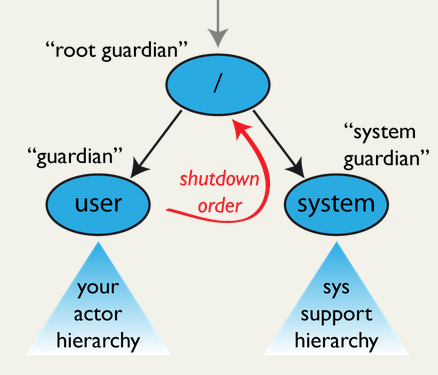 “root guardian”
/
“guardian”
“system
guardian”
shutdown
order
user
system
your
actor
hierarchy
sys
support
hierarchy